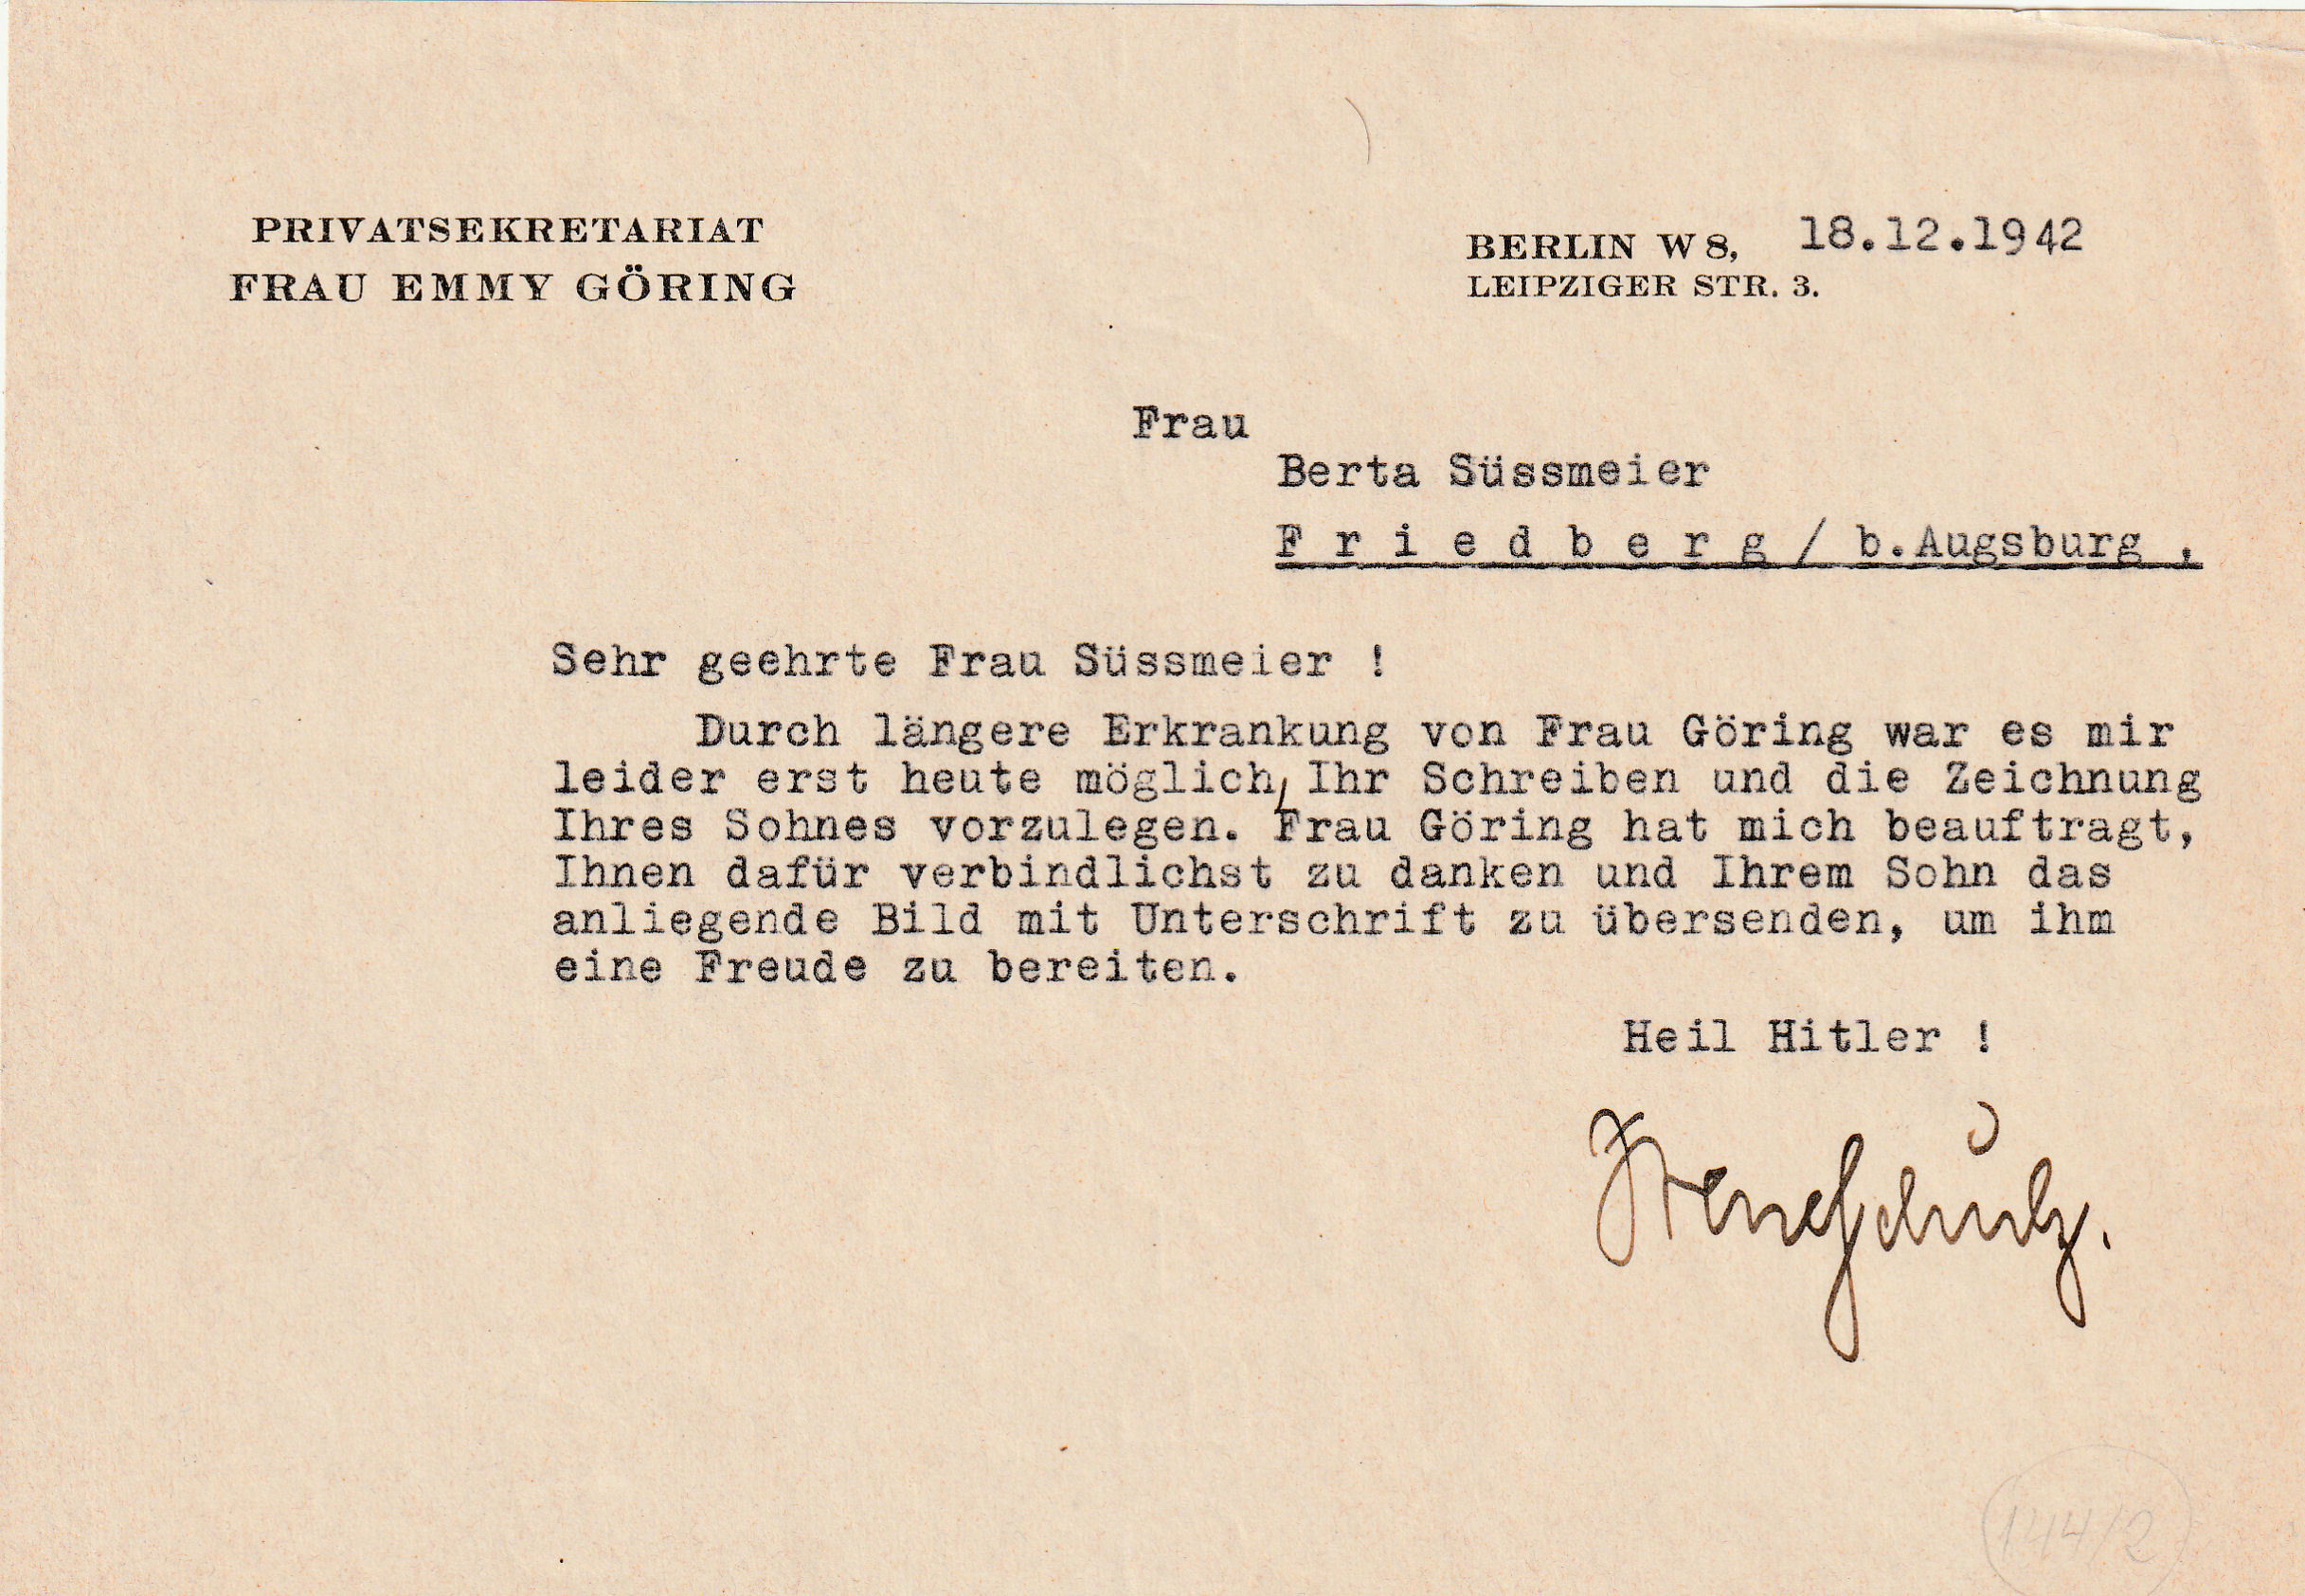 PRIVATSEKRETARIAT
FRAU EMMY GÖRING
BERLIN W 8, 18.12.1942
LEIPZIGER STR. 3.
Frau
Berta Süssmeier
F r i e d b e r g / b.Augsburg .
Sehr geehrte Frau Süssmeier !
Durch längere Erkrankung von Frau Göring war es mir
leider erst heute möglich, Ihr Schreiben und die Zeichnung
Ihres Sohnes vorzulegen. Frau Göring hat mich beauftragt,
Ihnen dafür verbindlichst zu danken und Ihrem Sohn das
anliegende Bild mit Unterschrift zu übersenden, um ihm
eine Freude zu bereiten.
Heil Hitler !
144/2